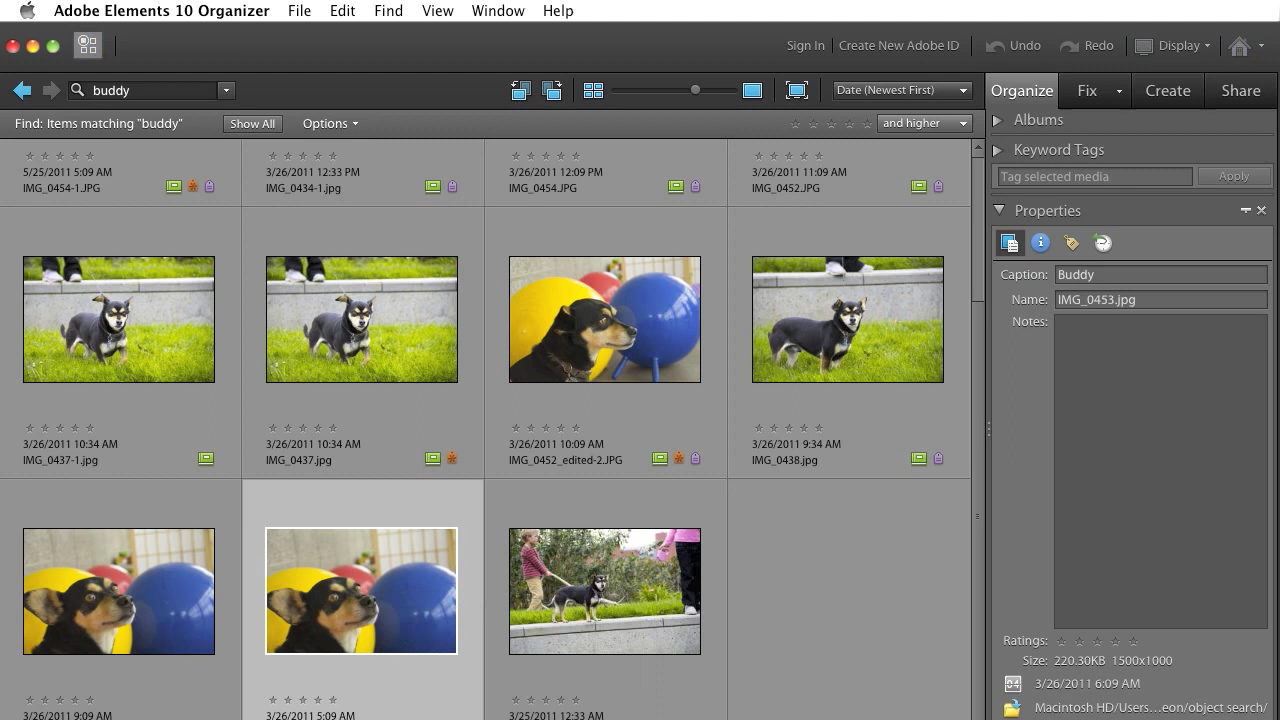 Adobe Elements 10 Organizer File Edit Find View Window Help
Sign In Create New Adobe ID Undo Redo Display
buddy Date (Newest First) Organize Fix Create Share
Find: Items matching "buddy" Show All Options and higher
Albums
Keyword Tags
Tag selected media Apply
5/25/2011 5:09 AM 3/26/2011 12:33 PM 3/26/2011 12:09 PM 3/26/2011 11:09 AM
IMG_0454-1.JPG IMG_0434-1.jpg IMG_0454.JPG IMG_0452.JPG
Properties
Caption: Buddy
Name: IMG_0453.jpg
Notes:
3/26/2011 10:34 AM 3/26/2011 10:34 AM 3/26/2011 10:09 AM 3/26/2011 9:34 AM
IMG_0437-1.jpg IMG_0437.jpg IMG_0452_edited-2.JPG IMG_0438.jpg
Ratings:
Size: 220.30KB 1500x1000
04 3/26/2011 6:09 AM
Macintosh HD/Users...eon/object search/
3/26/2011 9:09 AM 3/26/2011 5:09 AM 3/25/2011 12:33 AM